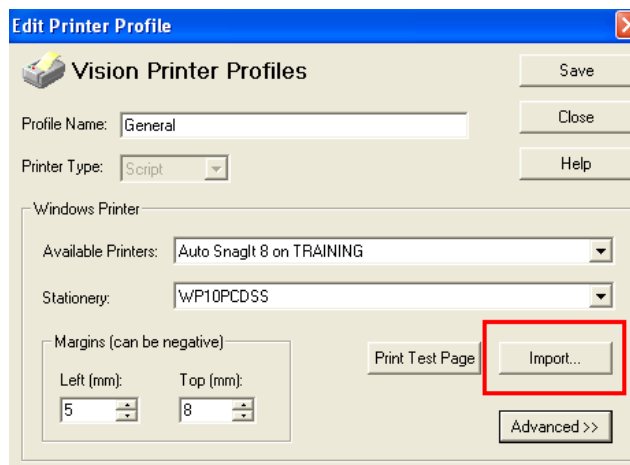 Edit Printer Profile
Vision Printer Profiles
Save
Profile Name: General
Close
Printer Type: Script
Help
Windows Printer
Available Printers: Auto SnagIt 8 on TRAINING
Stationery: WP10PCDSS
Margins (can be negative)
Print Test Page
Import...
Left (mm): Top (mm):
5 8
Advanced >>